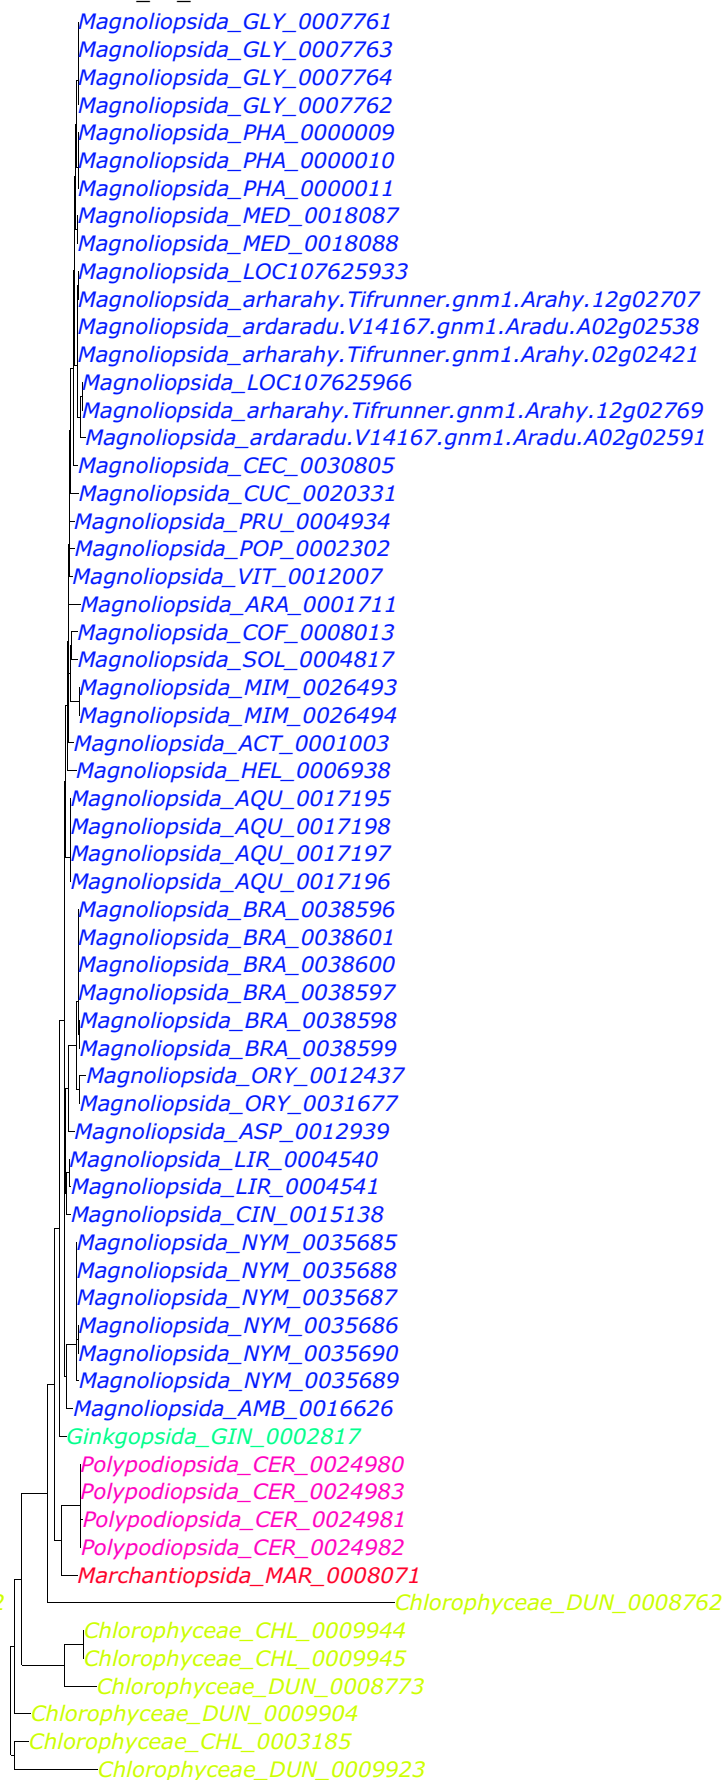 Magnoliopsida_GLY_0007761
Magnoliopsida_GLY_0007763
Magnoliopsida_GLY_0007764
Magnoliopsida_GLY_0007762
Magnoliopsida_PHA_0000009
Magnoliopsida_PHA_0000010
Magnoliopsida_PHA_0000011
Magnoliopsida_MED_0018087
Magnoliopsida_MED_0018088
Magnoliopsida_LOC107625933
Magnoliopsida_arharahy.Tifrunner.gnm1.Arahy.12g02707
Magnoliopsida_ardaradu.V14167.gnm1.Aradu.A02g02538
Magnoliopsida_arharahy.Tifrunner.gnm1.Arahy.02g02421
Magnoliopsida_LOC107625966
Magnoliopsida_arharahy.Tifrunner.gnm1.Arahy.12g02769
Magnoliopsida_ardaradu.V14167.gnm1.Aradu.A02g02591
Magnoliopsida_CEC_0030805
Magnoliopsida_CUC_0020331
Magnoliopsida_PRU_0004934
Magnoliopsida_POP_0002302
Magnoliopsida_VIT_0012007
Magnoliopsida_ARA_0001711
Magnoliopsida_COF_0008013
Magnoliopsida_SOL_0004817
Magnoliopsida_MIM_0026493
Magnoliopsida_MIM_0026494
Magnoliopsida_ACT_0001003
Magnoliopsida_HEL_0006938
Magnoliopsida_AQU_0017195
Magnoliopsida_AQU_0017198
Magnoliopsida_AQU_0017197
Magnoliopsida_AQU_0017196
Magnoliopsida_BRA_0038596
Magnoliopsida_BRA_0038601
Magnoliopsida_BRA_0038600
Magnoliopsida_BRA_0038597
Magnoliopsida_BRA_0038598
Magnoliopsida_BRA_0038599
Magnoliopsida_ORY_0012437
Magnoliopsida_ORY_0031677
Magnoliopsida_ASP_0012939
Magnoliopsida_LIR_0004540
Magnoliopsida_LIR_0004541
Magnoliopsida_CIN_0015138
Magnoliopsida_NYM_0035685
Magnoliopsida_NYM_0035688
Magnoliopsida_NYM_0035687
Magnoliopsida_NYM_0035686
Magnoliopsida_NYM_0035690
Magnoliopsida_NYM_0035689
Magnoliopsida_AMB_0016626
Ginkgopsida_GIN_0002817
Polypodiopsida_CER_0024980
Polypodiopsida_CER_0024983
Polypodiopsida_CER_0024981
Polypodiopsida_CER_0024982
Marchantiopsida_MAR_0008071
Chlorophyceae_DUN_0008762
Chlorophyceae_CHL_0009944
Chlorophyceae_CHL_0009945
Chlorophyceae_DUN_0008773
Chlorophyceae_DUN_0009904
Chlorophyceae_CHL_0003185
Chlorophyceae_DUN_0009923